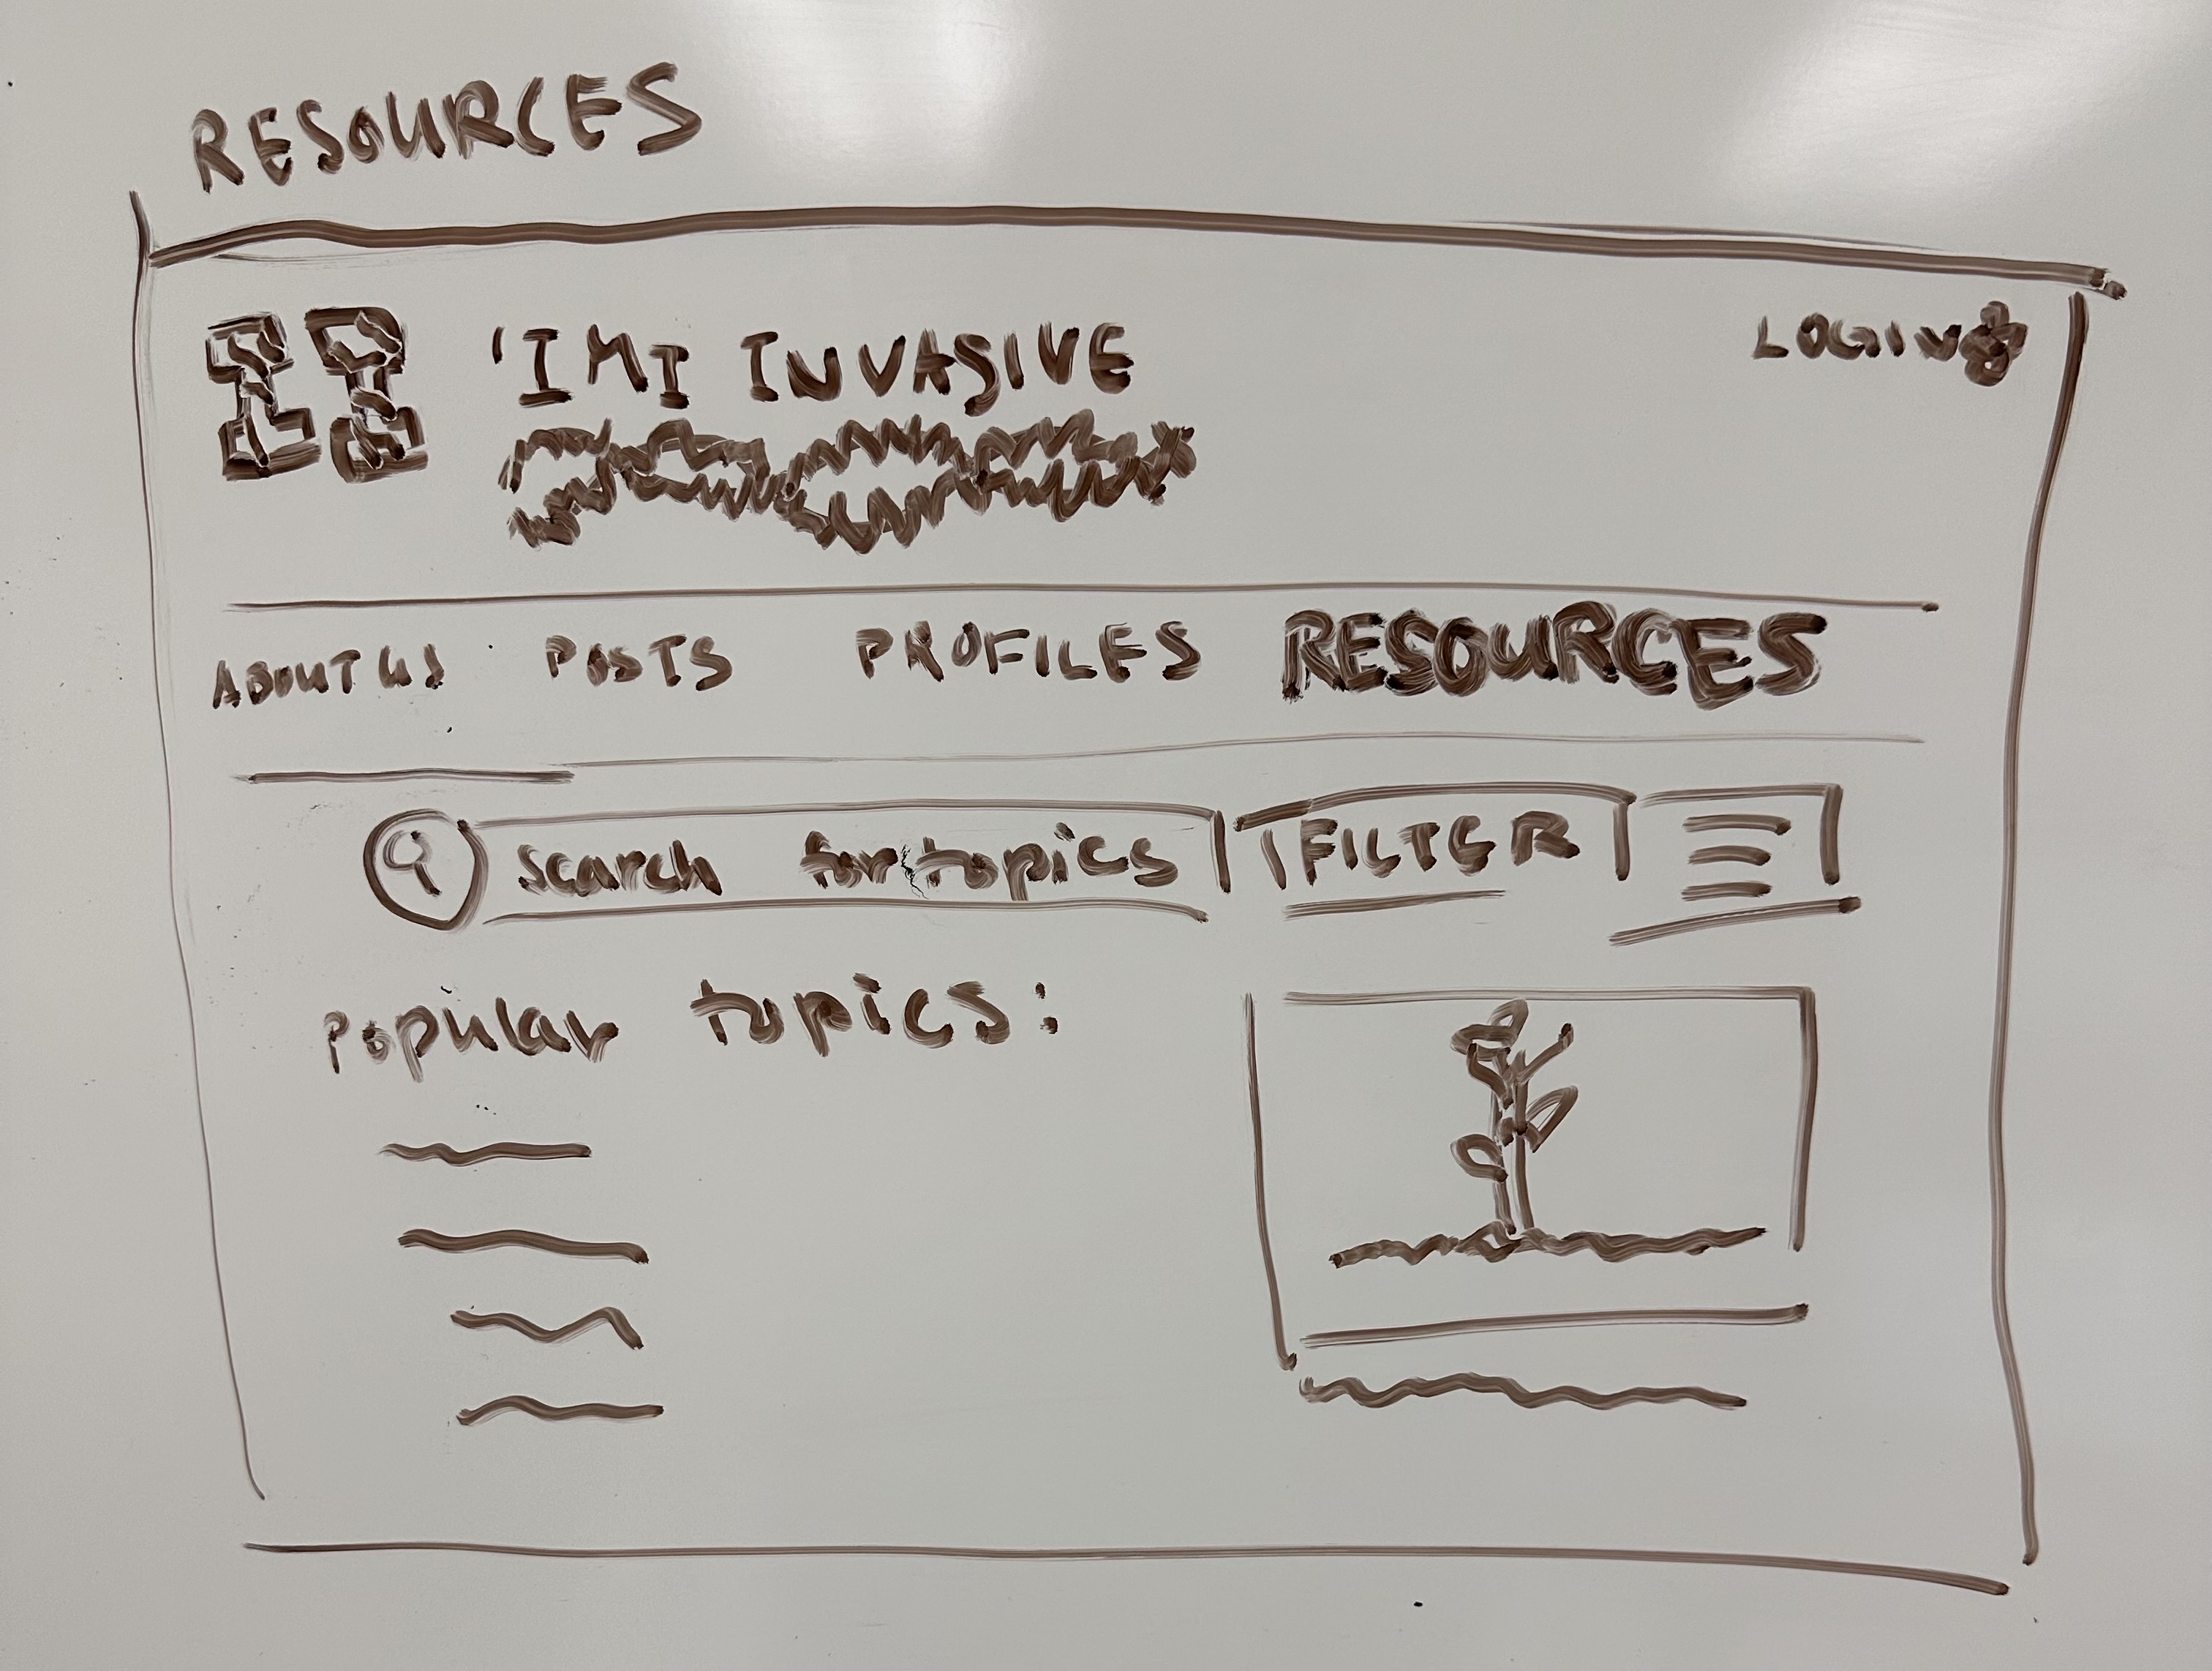 RESOURCES
'IMI INVASIVE
LOGIN
ABOUT US POSTS PROFILES RESOURCES
search for topics FILTER
Popular topics: